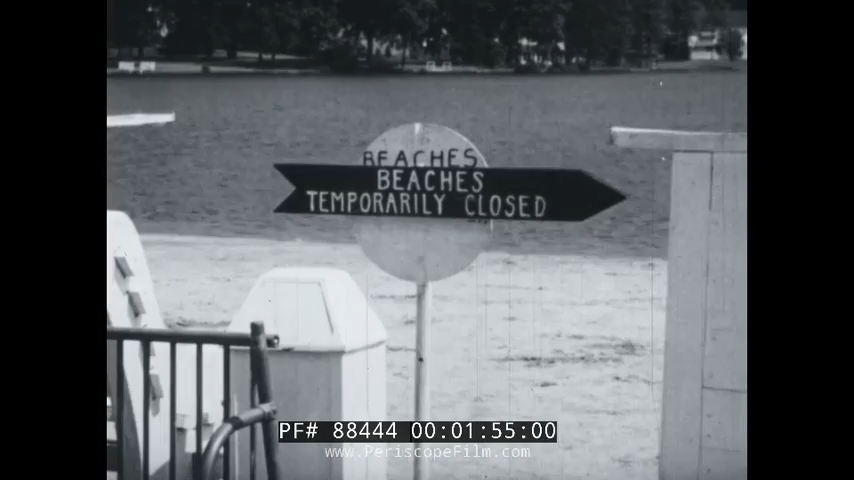 BEACHES
BEACHES
TEMPORARILY CLOSED
PF# 88444 00:01:55:00
www.PeriscopeFilm.com